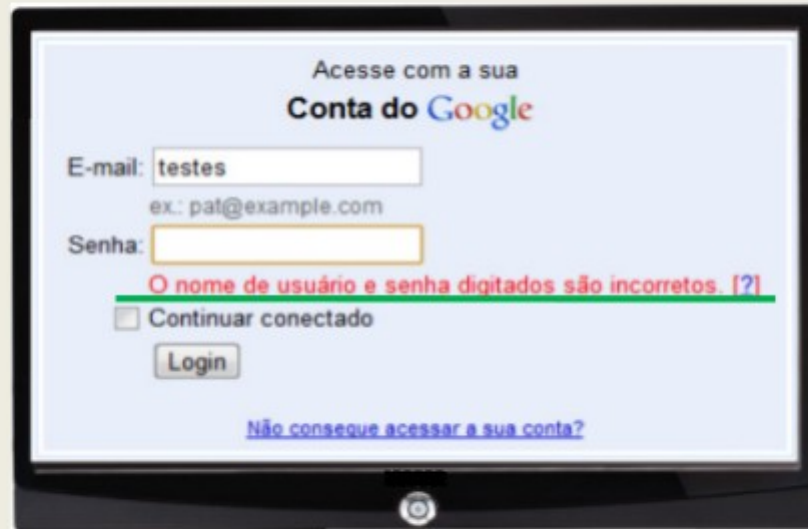 Acesse com a sua
Conta do Google
E-mail: testes
ex.: pat@example.com
Senha:
O nome de usuário e senha digitados são incorretos. [?]
Continuar conectado
Login
Não consegue acessar a sua conta?